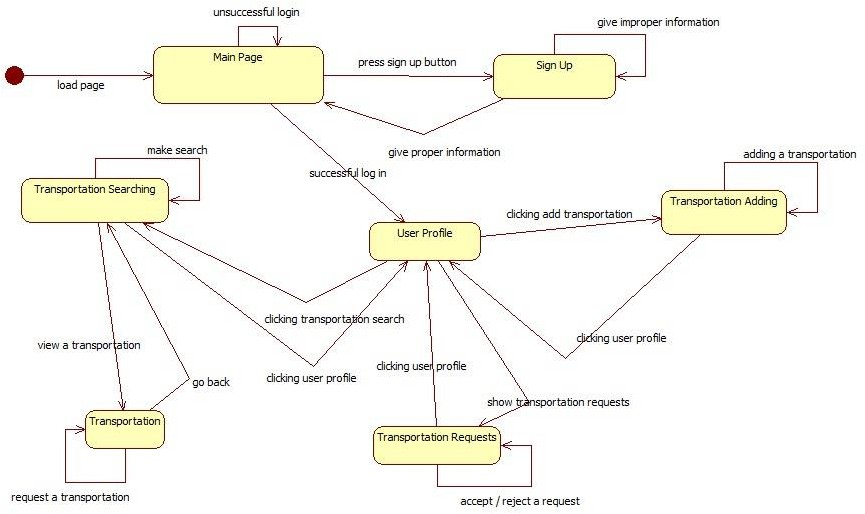 unsuccessful login
give improper information
Main Page
press sign up button
Sign Up
load page
give proper information
make search
adding a transportation
successful log in
Transportation Searching
Transportation Adding
clicking add transportation
User Profile
clicking transportation search
view a transportation
clicking user profile
clicking user profile
clicking user profile
go back
show transportation requests
Transportation
Transportation Requests
request a transportation
accept / reject a request